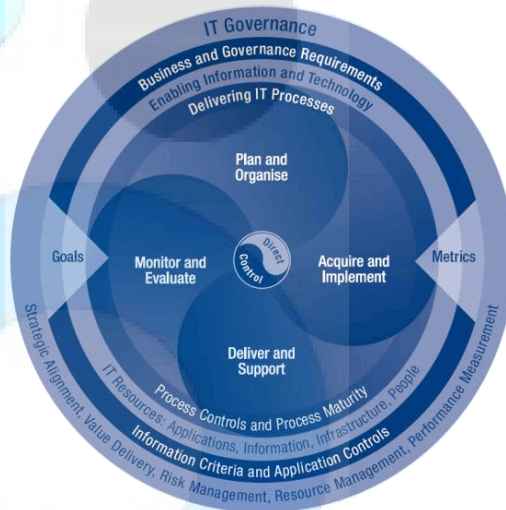 IT Governance
Business and Governance Requirements
Enabling Information and Technology
Delivering IT Processes
Plan and
Organise
Goals
Monitor and
Evaluate
Direct
Control
Acquire and
Implement
Metrics
Deliver and
Support
Process Controls and Process Maturity
IT Resources: Applications, Information, Infrastructure, People
Information Criteria and Application Controls
Strategic Alignment, Value Delivery, Risk Management, Resource Management, Performance Measurement